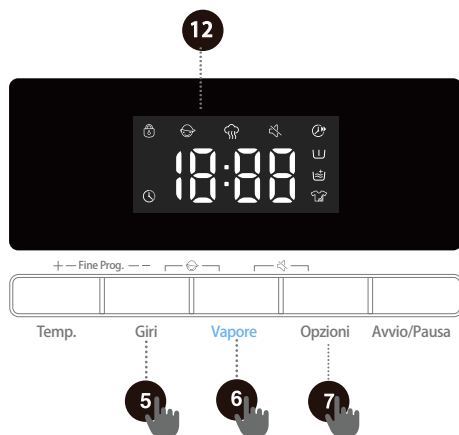 12
18:88
+ — Fine Prog. — –
Temp. Giri Vapore Opzioni Avvio/Pausa
5 6 7